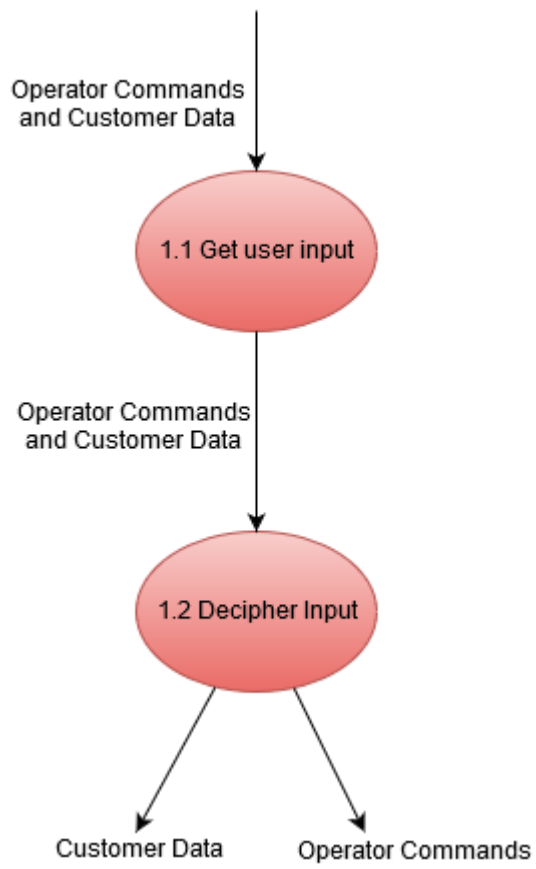 Operator Commands
and Customer Data
1.1 Get user input
Operator Commands
and Customer Data
1.2 Decipher Input
Customer Data
Operator Commands